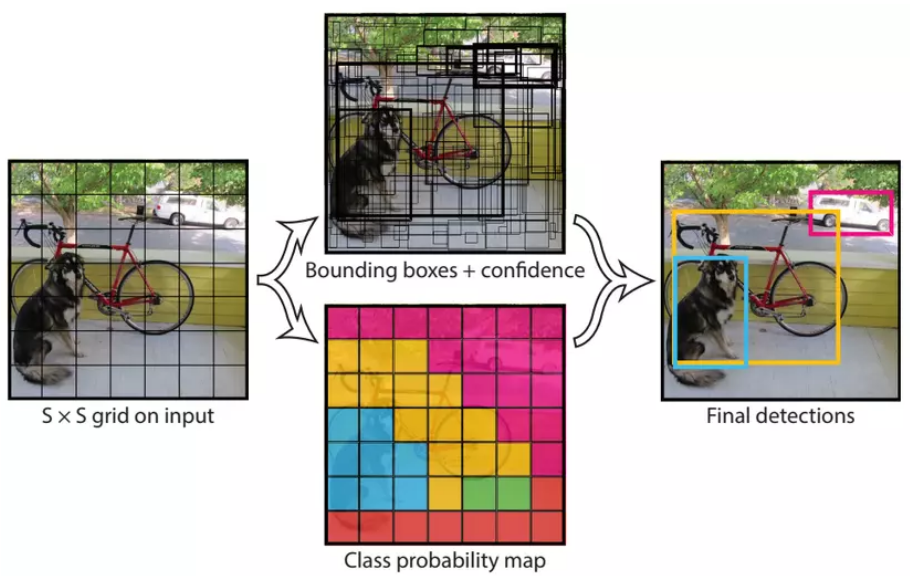 S × S grid on input
Bounding boxes + confidence
Class probability map
Final detections